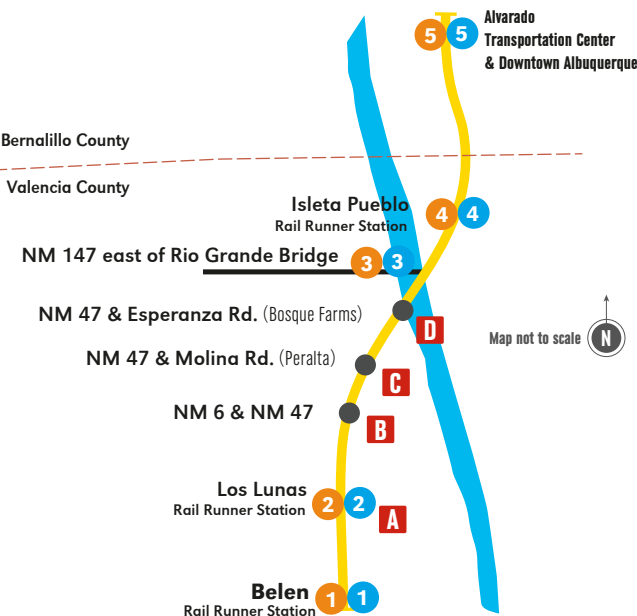 Alvarado
Transportation Center
& Downtown Albuquerque
5 5
Bernalillo County
Valencia County
Isleta Pueblo
Rail Runner Station
4 4
NM 147 east of Rio Grande Bridge
3 3
NM 47 & Esperanza Rd. (Bosque Farms)
D
Map not to scale
N
NM 47 & Molina Rd. (Peralta)
C
NM 6 & NM 47
B
Los Lunas
Rail Runner Station
2 2
A
Belen
Rail Runner Station
1 1